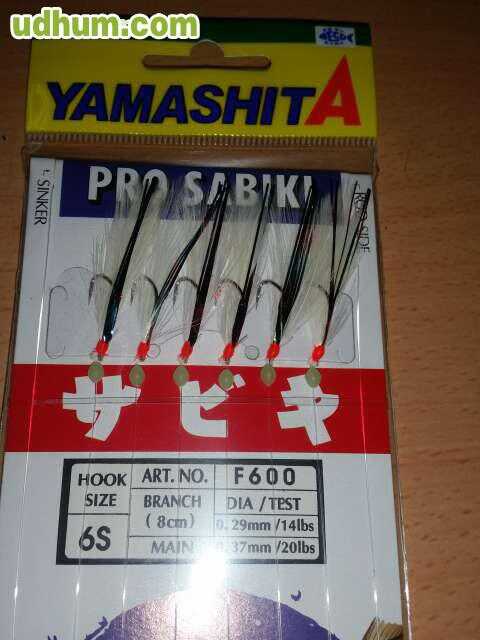 udhum.com
YAMASHITA
PRO SABIKI
SINKER
ROD SIDE
サビキ
HOOK SIZE
6S
ART. NO. F600
BRANCH (8cm)
DIA / TEST
0.29mm/14lbs
MAIN 0.37mm/20lbs